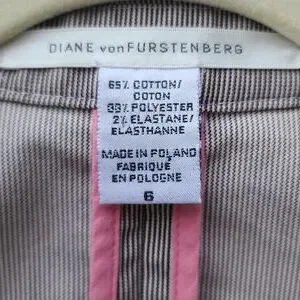 DIANE von FURSTENBERG
65% COTTON/
COTON
33% POLYESTER
2% ELASTANE/
ELASTHANNE
MADE IN POLAND
FABRIQUE
EN POLOGNE
6